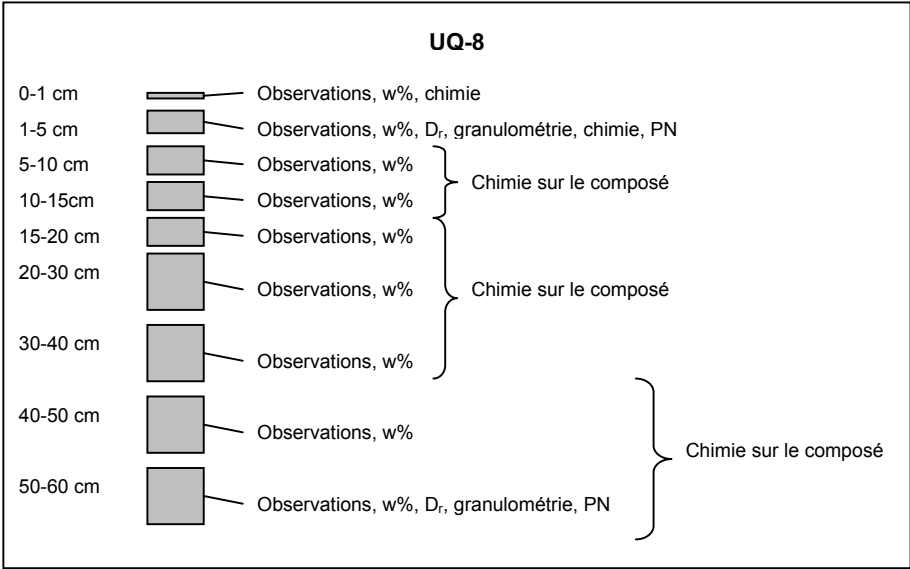 UQ-8
0-1 cm Observations, w%, chimie
1-5 cm Observations, w%, Dr, granulométrie, chimie, PN
5-10 cm Observations, w%
Chimie sur le composé
10-15cm Observations, w%
15-20 cm Observations, w%
20-30 cm Observations, w%
Chimie sur le composé
30-40 cm Observations, w%
40-50 cm Observations, w%
Chimie sur le composé
50-60 cm Observations, w%, Dr, granulométrie, PN